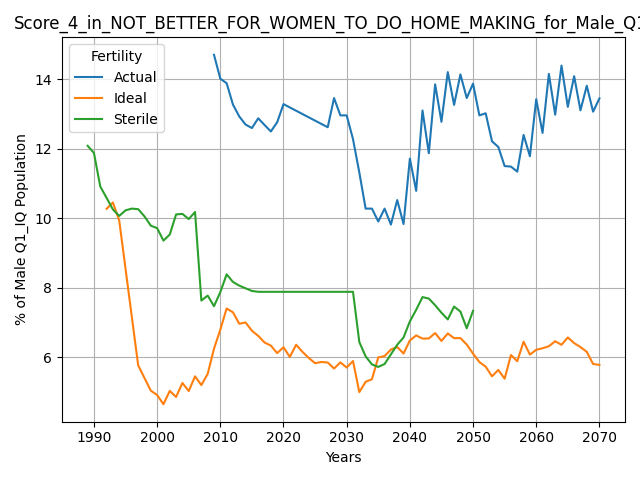 Score_4_in_NOT_BETTER_FOR_WOMEN_TO_DO_HOME_MAKING_for_Male_Q1
Fertility
Actual
Ideal
Sterile
% of Male Q1_IQ Population
14
12
10
8
6
1990 2000 2010 2020 2030 2040 2050 2060 2070
Years